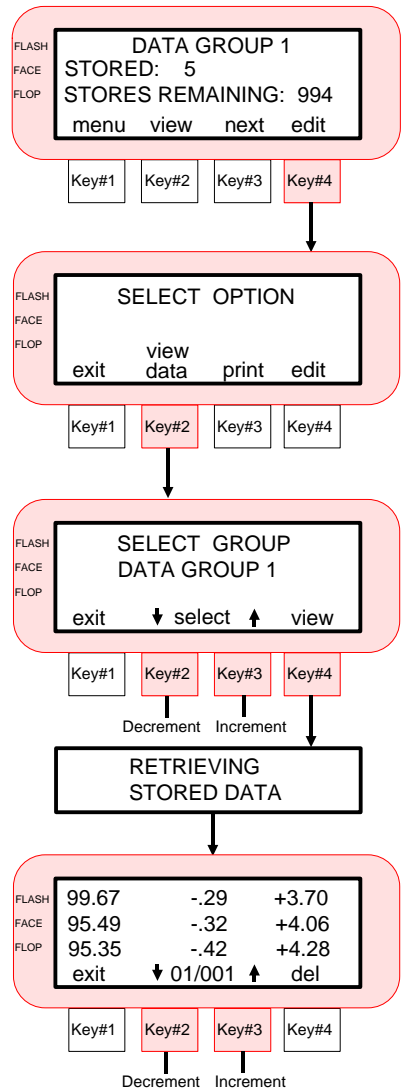 FLASH DATA GROUP 1
FACE STORED: 5
FLOP STORES REMAINING: 994
menu view next edit
Key#1 Key#2 Key#3 Key#4
FLASH SELECT OPTION
FACE
FLOP view
exit data print edit
Key#1 Key#2 Key#3 Key#4
FLASH SELECT GROUP
FACE DATA GROUP 1
FLOP
exit select view
Key#1 Key#2 Key#3 Key#4
Decrement Increment
RETRIEVING
STORED DATA
FLASH 99.67 -.29 +3.70
FACE 95.49 -.32 +4.06
FLOP 95.35 -.42 +4.28
exit 01/001 del
Key#1 Key#2 Key#3 Key#4
Decrement Increment